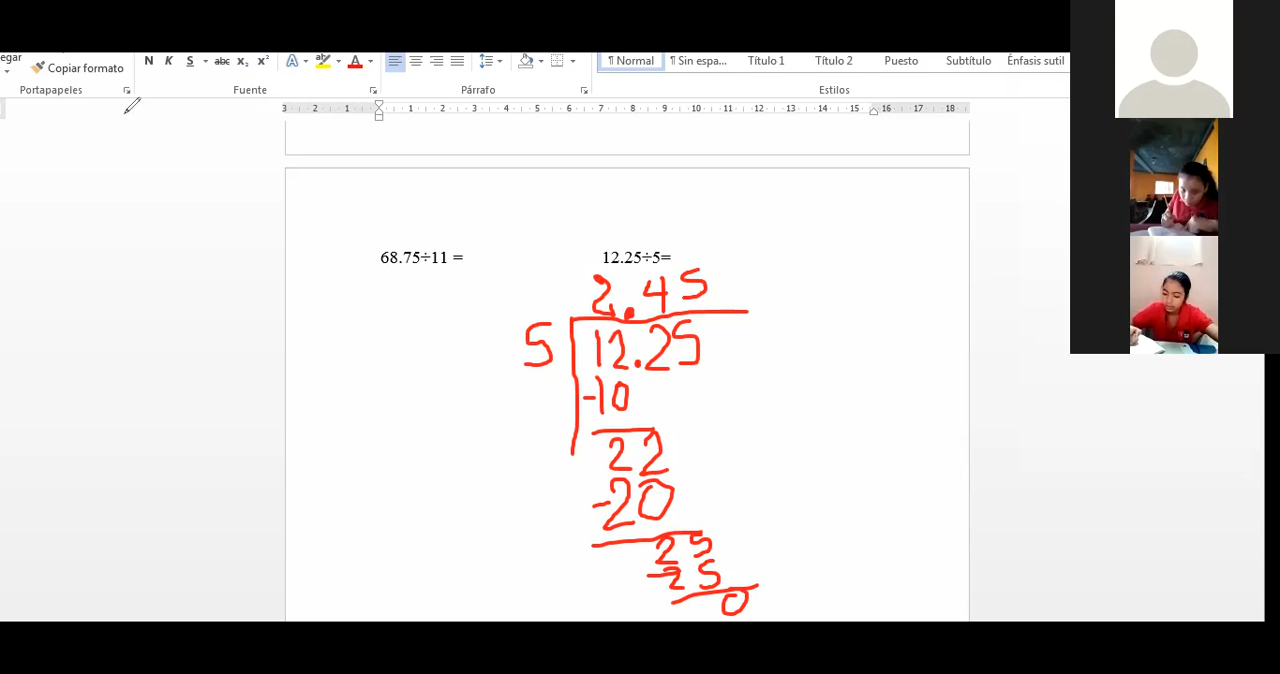 egar
Copiar formato
N K S abc x₂ x² A ab A
¶ Normal ¶ Sin espa... Título 1 Título 2 Puesto Subtítulo Énfasis sutil
Portapapeles Fuente Párrafo Estilos
3 2 1 1 2 3 4 5 6 7 8 9 10 11 12 13 14 15 16 17 18
68.75÷11 = 12.25÷5=
2.45
5 12.25
-10
22
-20
25
-25
0